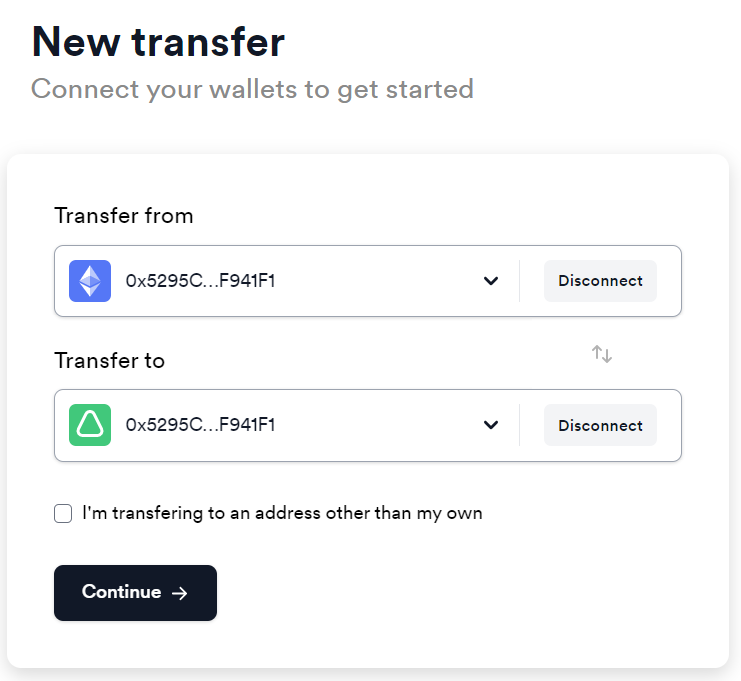 New transfer
Connect your wallets to get started
Transfer from
0x5295C...F941F1
Disconnect
Transfer to
0x5295C...F941F1
Disconnect
I'm transfering to an address other than my own
Continue →